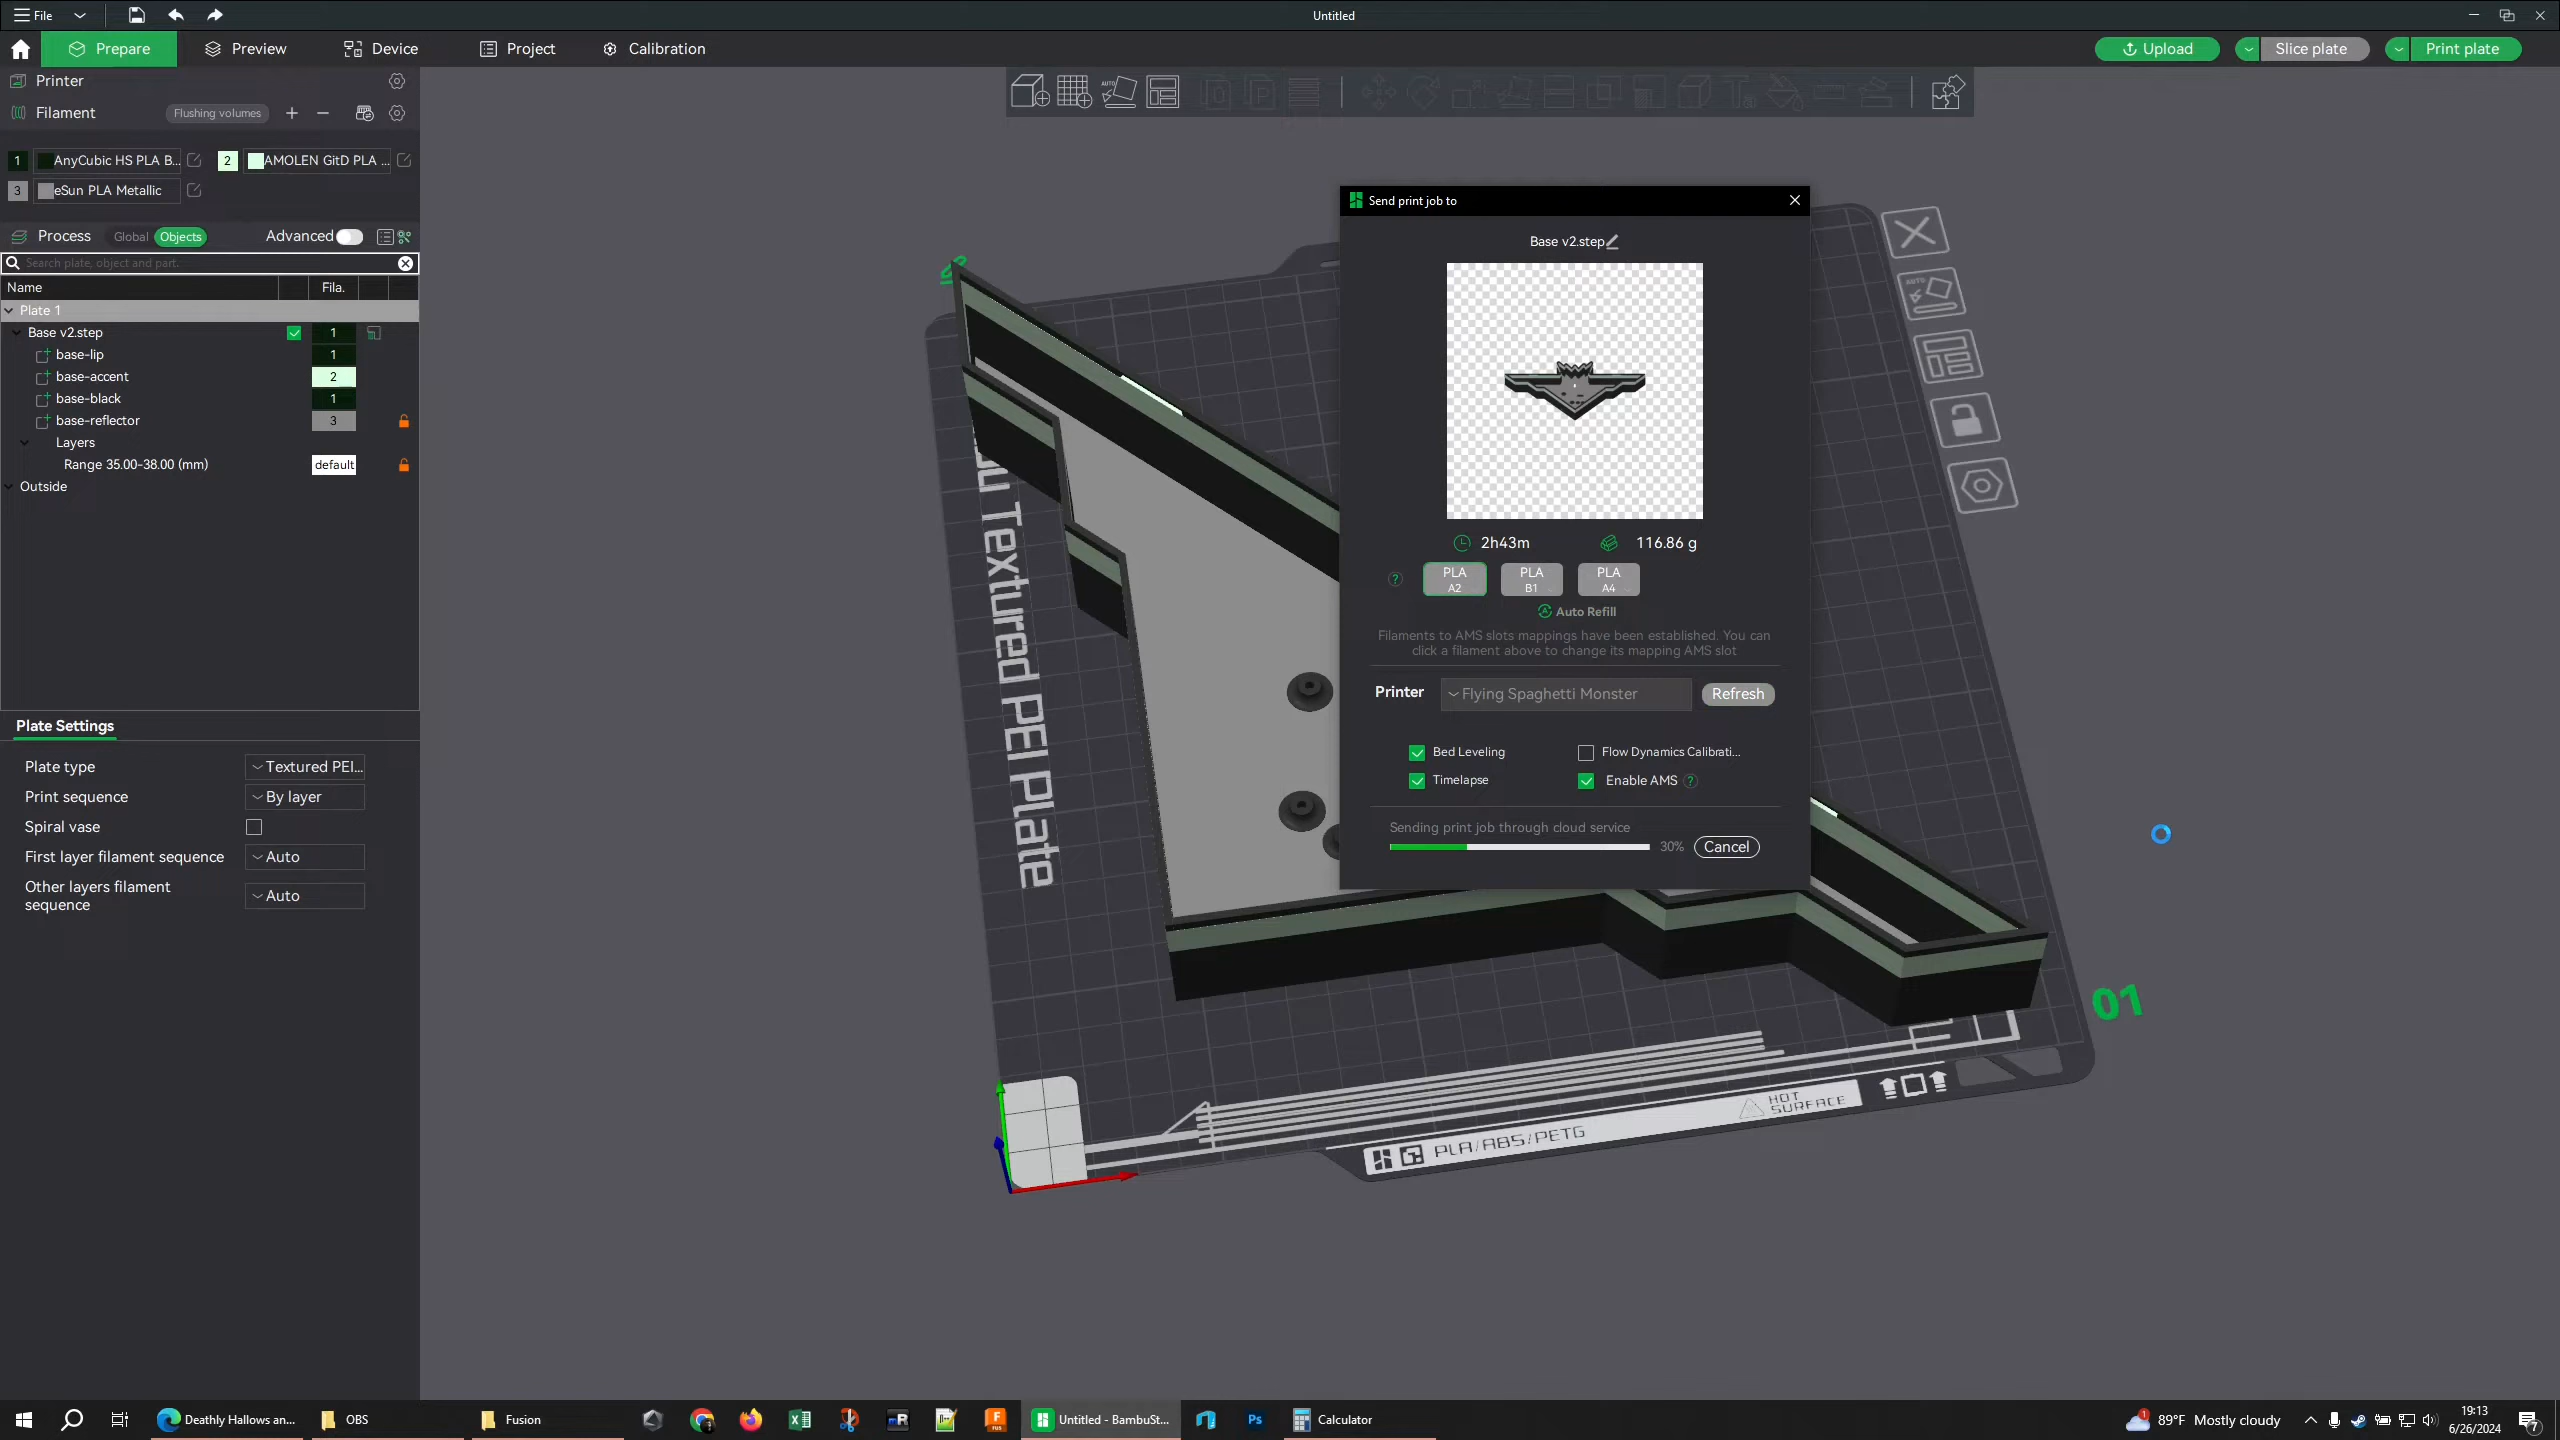 File
Untitled
Prepare
Preview
Device
Project
Calibration
Upload
Slice plate
Print plate
Printer
Filament
Flushing volumes
1
AnyCubic HS PLA B...
2
AMOLEN GitD PLA ...
3
eSun PLA Metallic
Process
Global
Objects
Advanced
Search plate, object and part.
Name
Fila.
Plate 1
Base v2.step
1
base-lip
1
base-accent
2
base-black
1
base-reflector
3
Layers
Range 35.00-38.00 (mm)
default
Outside
Plate Settings
Plate type
Textured PEI...
Print sequence
By layer
Spiral vase
First layer filament sequence
Auto
Other layers filament
sequence
Auto
AUTO
AUTO
Textured PEI Plate
Send print job to
Base v2.step
2h43m
116.86 g
PLA
A2
PLA
B1
PLA
A4
Auto Refill
Filaments to AMS slots mappings have been established. You can
click a filament above to change its mapping AMS slot
Printer
Flying Spaghetti Monster
Refresh
Bed Leveling
Flow Dynamics Calibrati...
Timelapse
Enable AMS
Sending print job through cloud service
30%
Cancel
01
HOT
SURFACE
PLA/ABS/PETG
Deathly Hallows an...
OBS
Fusion
Untitled - BambuSt...
Ps
Calculator
89°F Mostly cloudy
19:13
6/26/2024